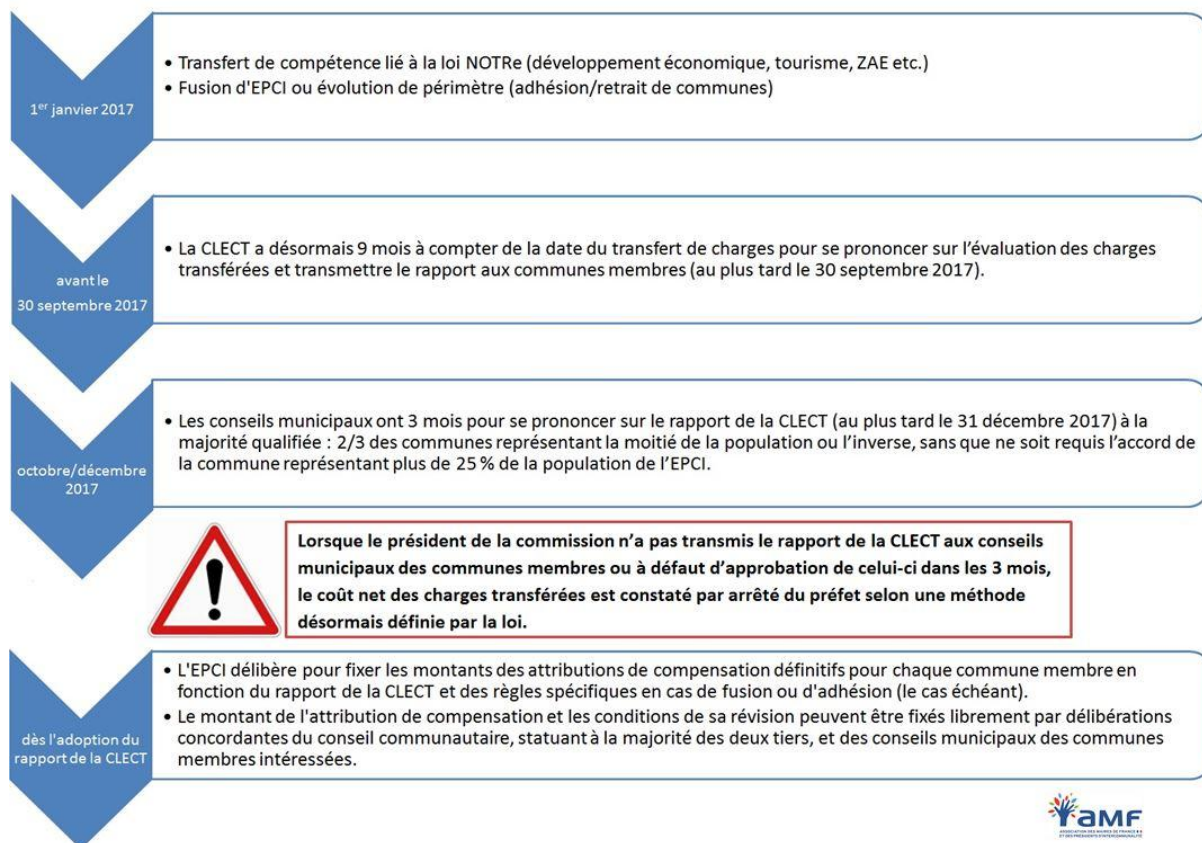 1er janvier 2017
• Transfert de compétence lié à la loi NOTRe (développement économique, tourisme, ZAE etc.)
• Fusion d'EPCI ou évolution de périmètre (adhésion/retrait de communes)
avant le
30 septembre 2017
• La CLECT a désormais 9 mois à compter de la date du transfert de charges pour se prononcer sur l'évaluation des charges
transférées et transmettre le rapport aux communes membres (au plus tard le 30 septembre 2017).
octobre/décembre
2017
• Les conseils municipaux ont 3 mois pour se prononcer sur le rapport de la CLECT (au plus tard le 31 décembre 2017) à la
majorité qualifiée : 2/3 des communes représentant la moitié de la population ou l'inverse, sans que ne soit requis l'accord de
la commune représentant plus de 25 % de la population de l'EPCI.
!
Lorsque le président de la commission n'a pas transmis le rapport de la CLECT aux conseils
municipaux des communes membres ou à défaut d'approbation de celui-ci dans les 3 mois,
le coût net des charges transférées est constaté par arrêté du préfet selon une méthode
désormais définie par la loi.
dès l'adoption du
rapport de la CLECT
• L'EPCI délibère pour fixer les montants des attributions de compensation définitifs pour chaque commune membre en
fonction du rapport de la CLECT et des règles spécifiques en cas de fusion ou d'adhésion (le cas échéant).
• Le montant de l'attribution de compensation et les conditions de sa révision peuvent être fixés librement par délibérations
concordantes du conseil communautaire, statuant à la majorité des deux tiers, et des conseils municipaux des communes
membres intéressées.
aMF
ASSOCIATION DES MAIRES DE FRANCE
ET DES PRÉSIDENTS D'INTERCOMMUNALITÉ